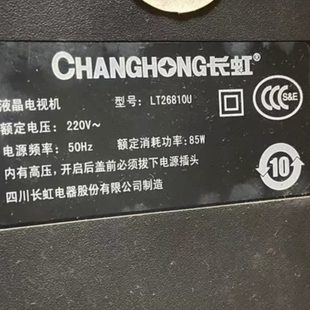 CHANGHONG长虹®
液晶电视机 型号: LT26810U
CCC S&E
额定电压: 220V~
电源频率: 50Hz 额定消耗功率: 85W
内有高压，开启后盖前必须拔下电源插头
四川长虹电器股份有限公司制造
10